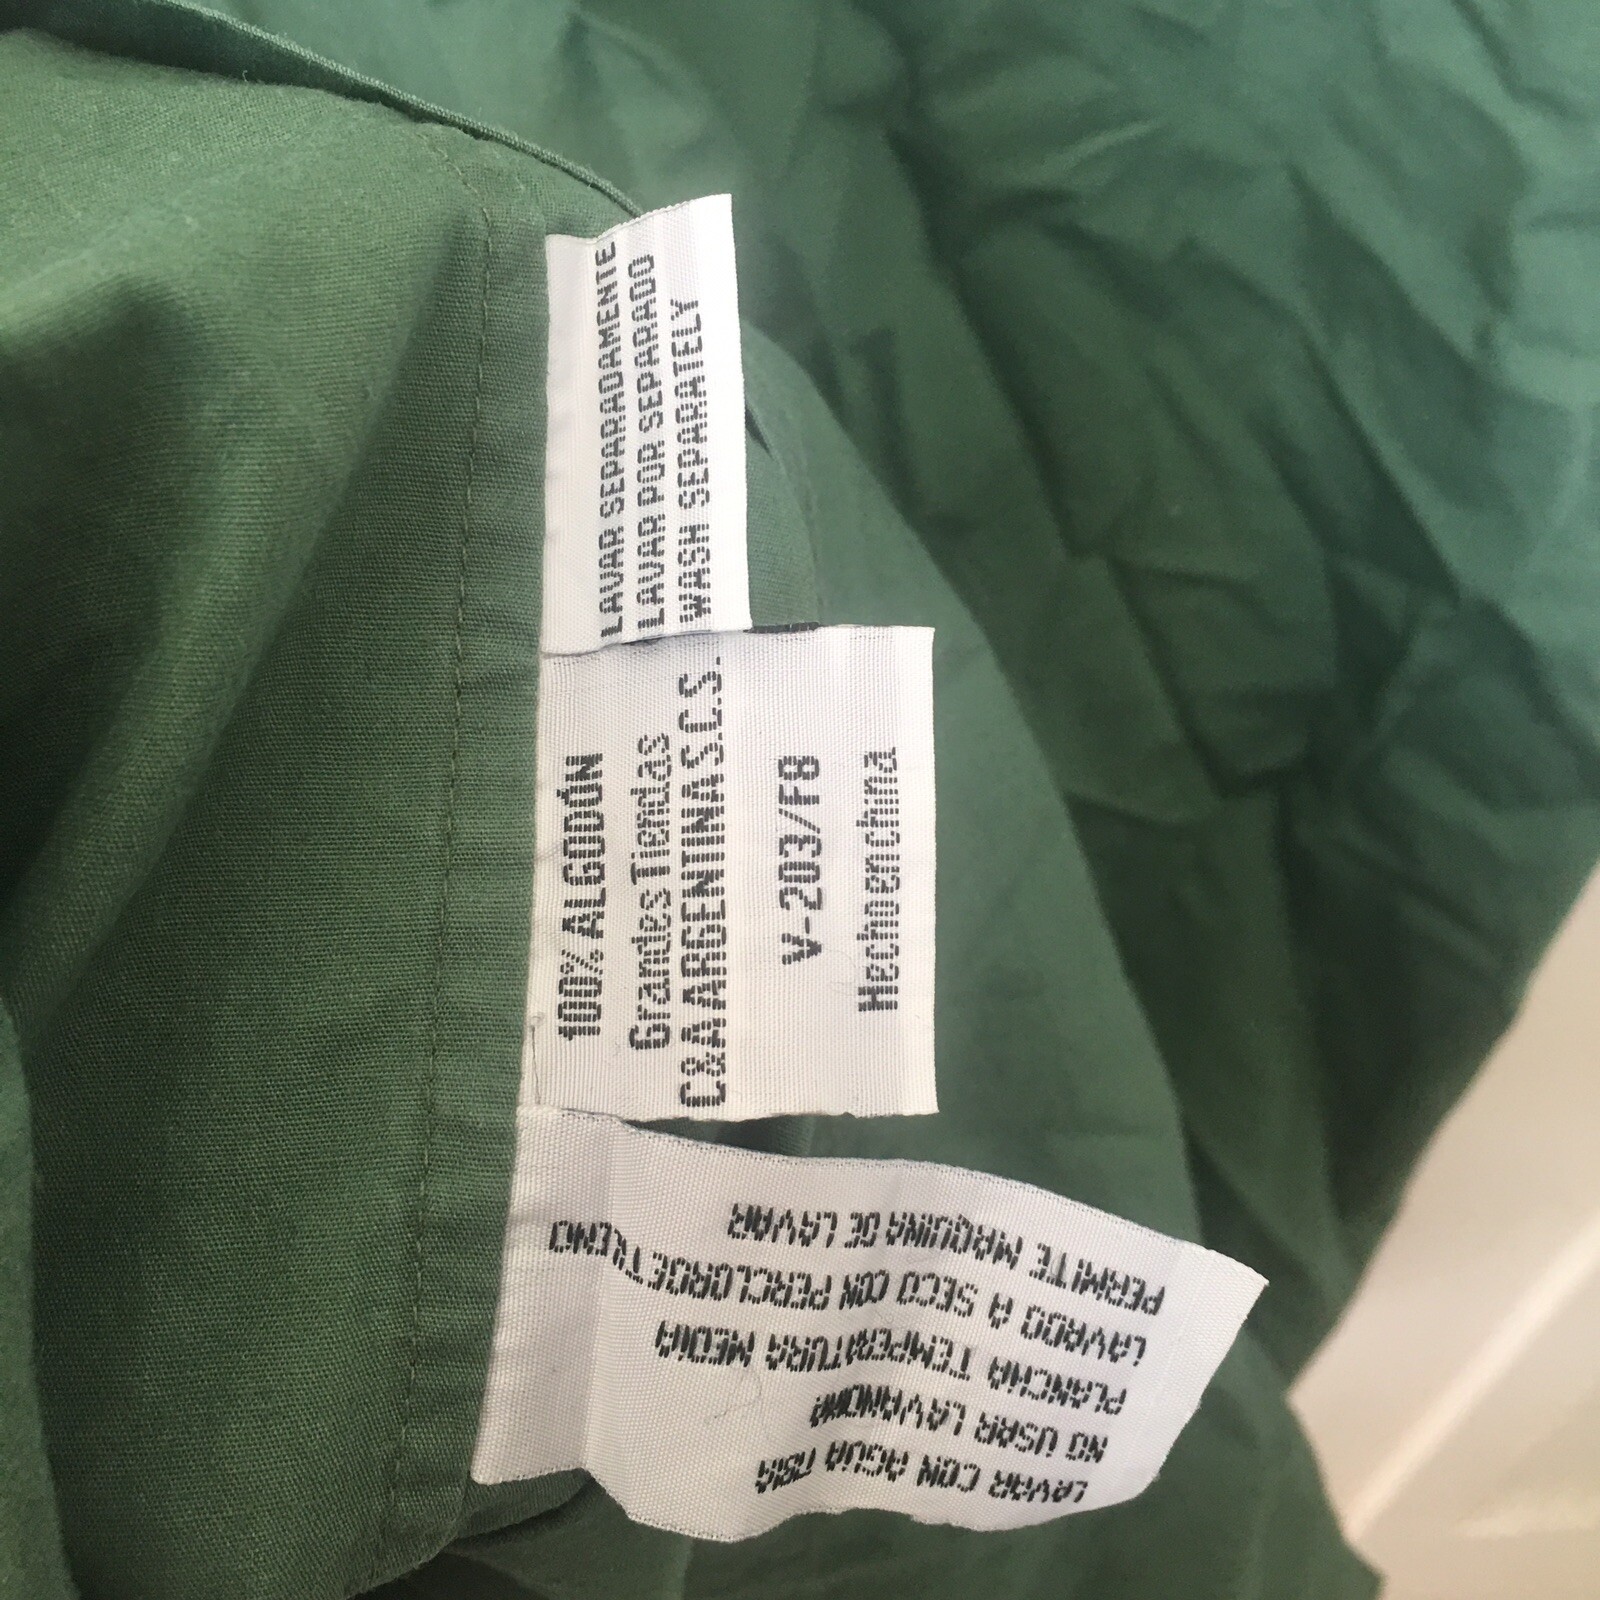 LAVAR SEPARADAMENTE
LAVAR POR SEPARADO
WASH SEPARATELY
100% ALGODÓN
Grandes Tiendas
C&A ARGENTINA S.C.S.
V-203/F8
Hecho en china
LAVAR CON AGUA TIBIA
NO USAR LAVANDINA
PLANCHA TEMPERATURA MEDIA
LAVADO A SECO CON PERCLOROETILENO
PERMITE MAQUINA DE LAVAR